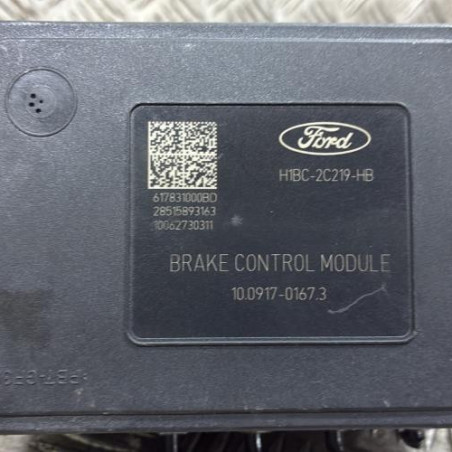 Ford
H1BC-2C219-HB
617831000BD
28515893163
10062730311
BRAKE CONTROL MODULE
10.0917-0167.3